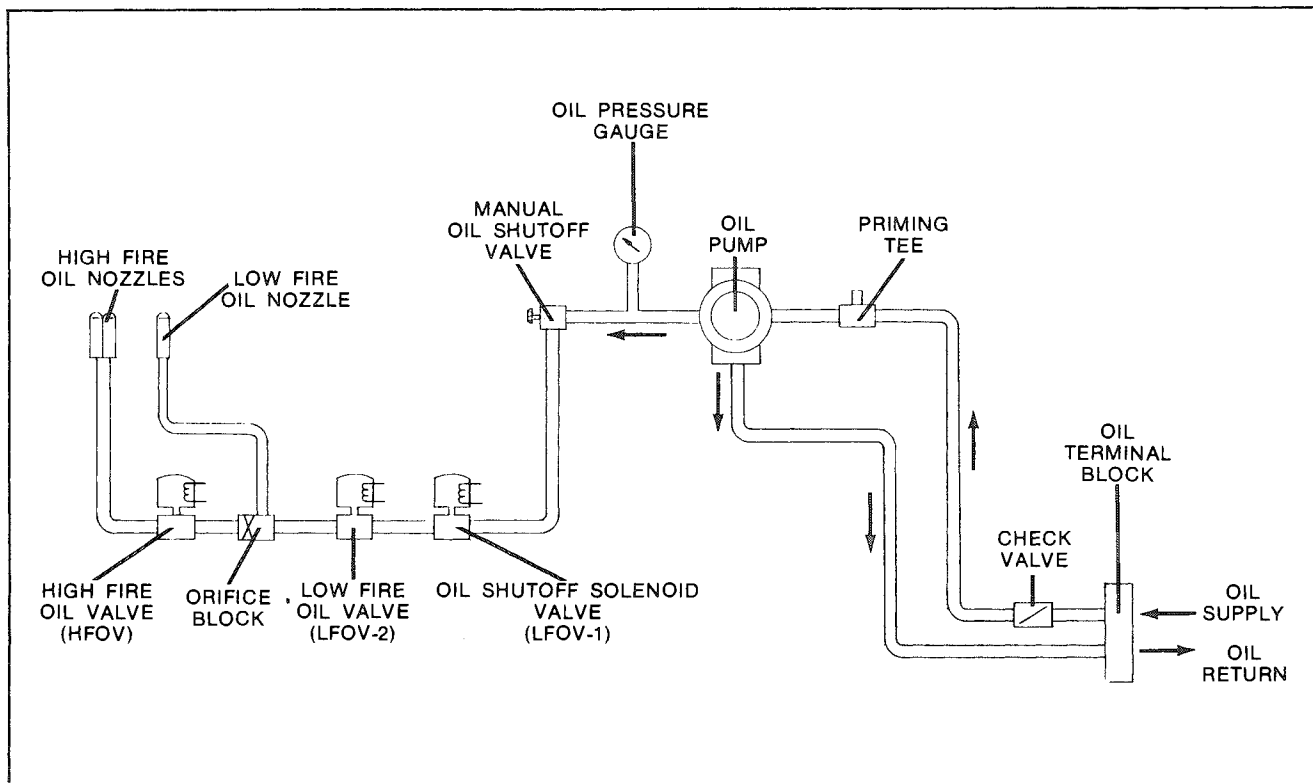 OIL PRESSURE
GAUGE
MANUAL
OIL SHUTOFF
VALVE
OIL
PUMP
PRIMING
TEE
HIGH FIRE
OIL NOZZLES
LOW FIRE
OIL NOZZLE
OIL
TERMINAL
BLOCK
CHECK
VALVE
HIGH FIRE
OIL VALVE
(HFOV)
ORIFICE
BLOCK
LOW FIRE
OIL VALVE
(LFOV-2)
OIL SHUTOFF SOLENOID
VALVE
(LFOV-1)
OIL
SUPPLY
OIL
RETURN